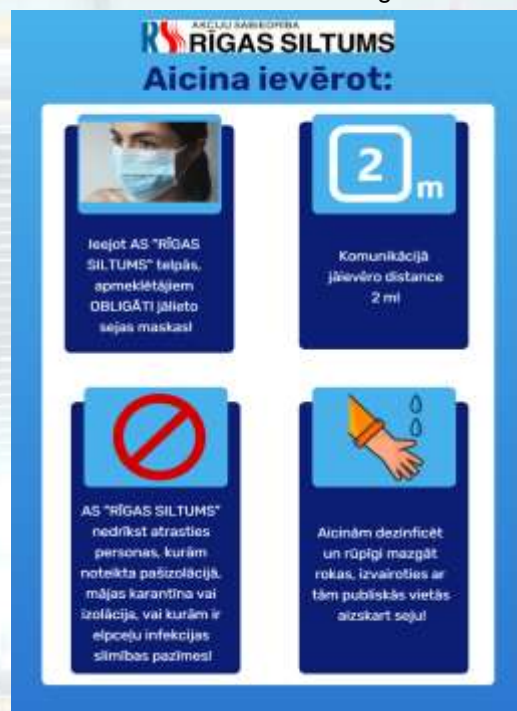 RS
AKCIJU SABIEDRĪBA
RĪGAS SILTUMS
Aicina ievērot:
Ieejot AS "RĪGAS
SILTUMS" telpās,
apmeklētājiem
OBLIGĀTI jālieto
sejas maskas!
2 m
Komunikācijā
jāievēro distance
2 m!
AS "RĪGAS SILTUMS"
nedrīkst atrasties
personas, kurām
noteikta pašizolācijā,
mājas karantīna vai
izolācija, vai kurām ir
elpceļu infekcijas
slimības pazīmes!
Aicinām dezinficēt
un rūpīgi mazgāt
rokas, izvairoties ar
tām publiskās vietās
aizskart seju!